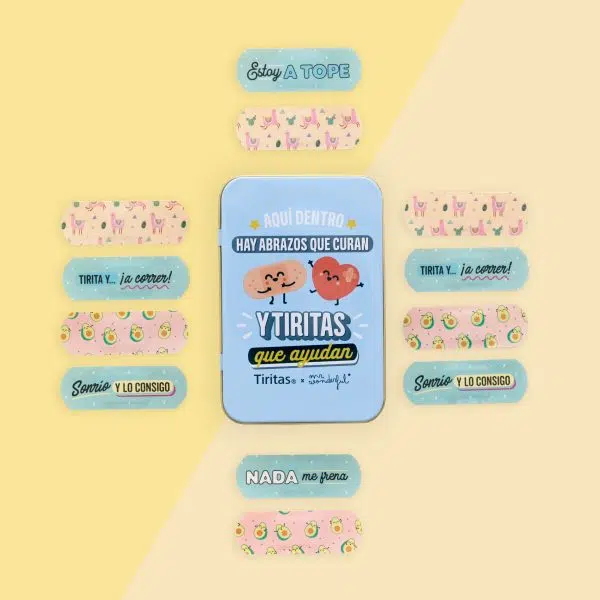 Estoy A TOPE
AQUÍ DENTRO
HAY ABRAZOS QUE CURAN
Y TIRITAS
que ayudan
Tiritas® x mr. wonderful*
TIRITA Y... ¡a correr!
Sonrío Y LO CONSIGO
TIRITA Y... ¡a correr!
Sonrío Y LO CONSIGO
NADA me frena